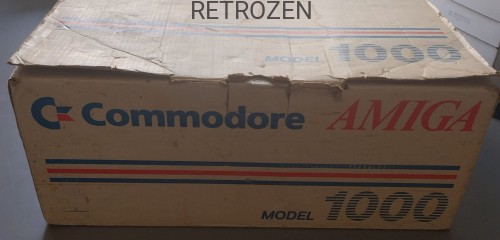 RETROZEN
MODEL 1000
Commodore AMIGA
MODEL 1000